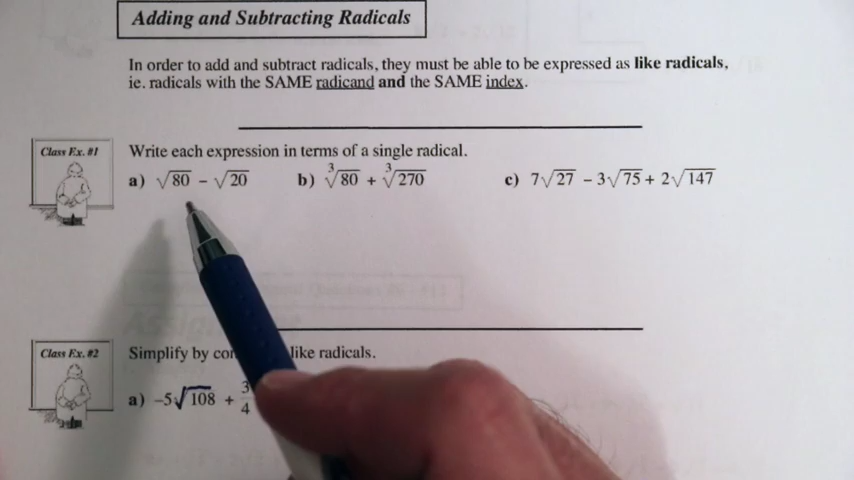 Adding and Subtracting Radicals
In order to add and subtract radicals, they must be able to be expressed as like radicals,
ie. radicals with the SAME radicand and the SAME index.
Class Ex. #1
Write each expression in terms of a single radical.
a) √80 − √20 b) ∛80 + ∛270 c) 7√27 − 3√75 + 2√147
Class Ex. #2
Simplify by like radicals.
a) −5√108 + 3/4